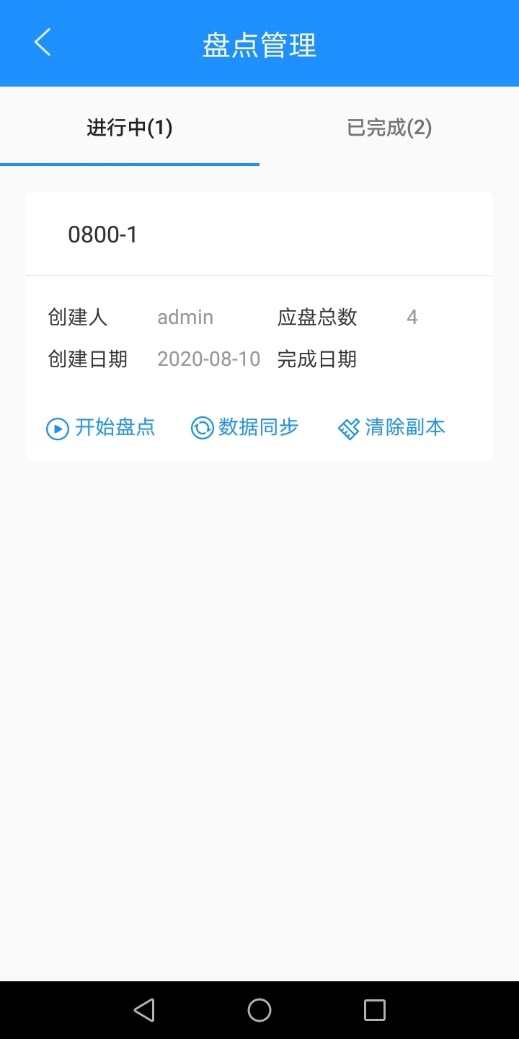 盘点管理
进行中(1)
已完成(2)
0800-1
创建人 admin 应盘总数 4
创建日期 2020-08-10 完成日期
开始盘点 数据同步 清除副本